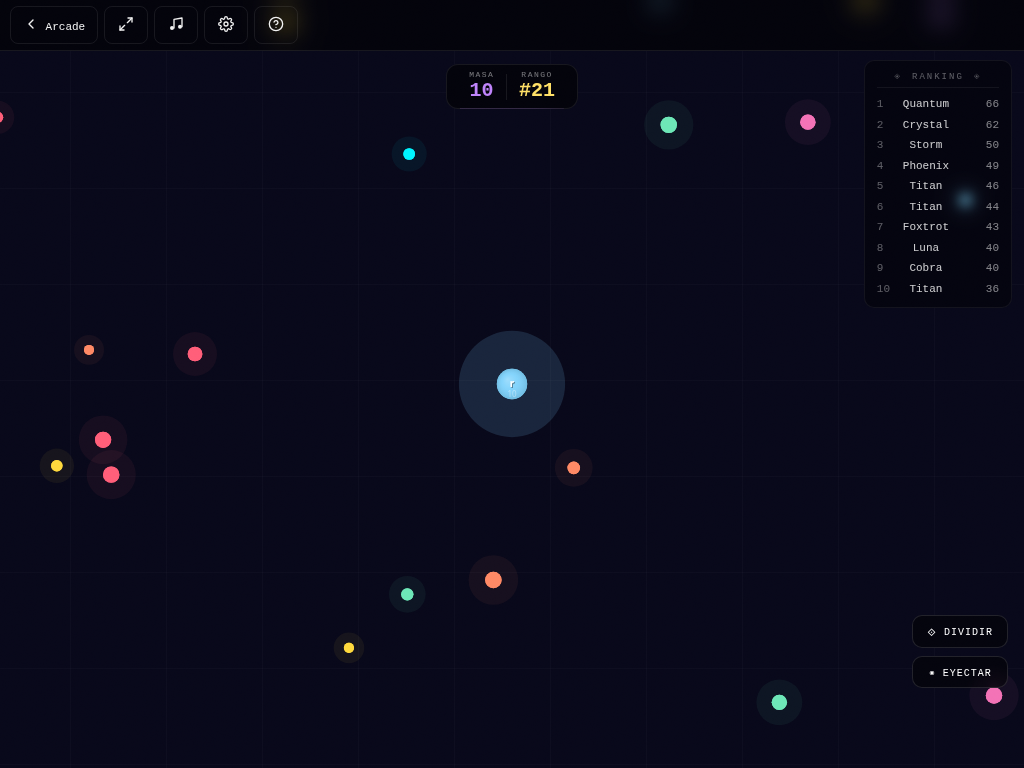 Arcade
MASA RANGO
10 #21
RANKING
1 Quantum 66
2 Crystal 62
3 Storm 50
4 Phoenix 49
5 Titan 46
6 Titan 44
7 Foxtrot 43
8 Luna 40
9 Cobra 40
10 Titan 36
r
10
DIVIDIR
EYECTAR